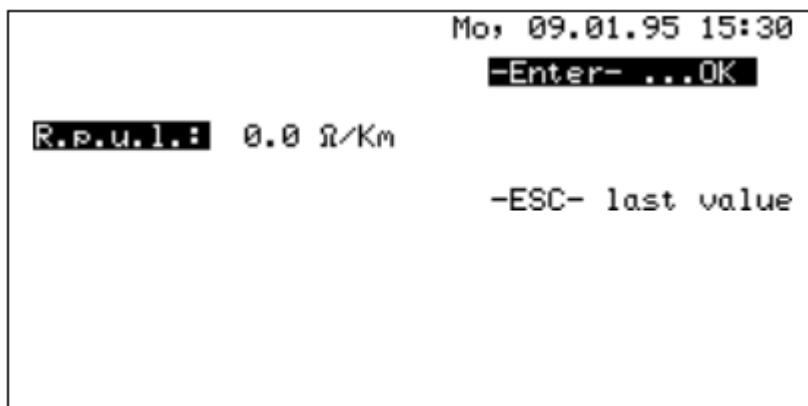 Mo, 09.01.95 15:30
-Enter- ...OK
R.p.u.l.: 0.0 Ω/Km
-ESC- last value